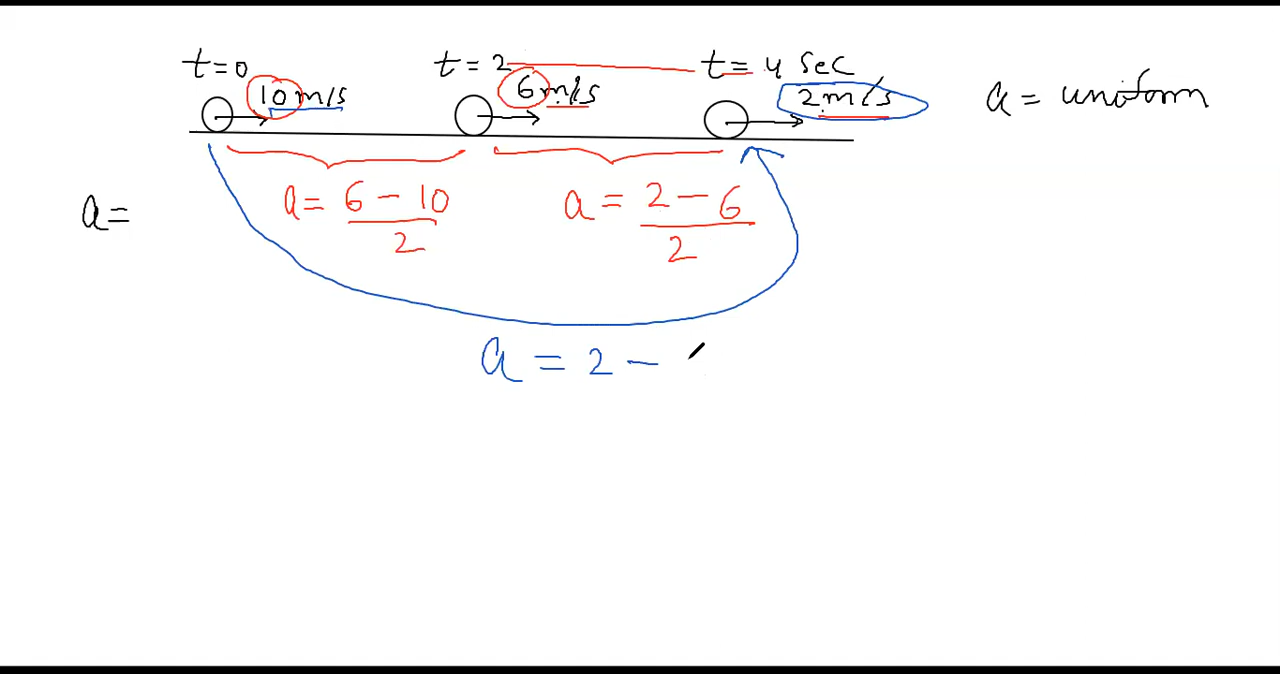 t=0 t=2 t=4 sec
10m/s 6m/s 2m/s a= uniform
a= a= 6-10/2 a= 2-6/2
a=2-